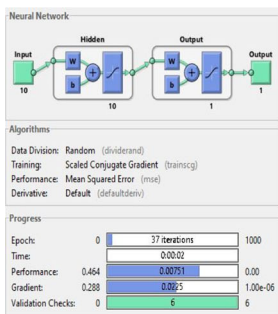 Neural Network
Hidden
Output
Input
W
b
+
W
b
+
Output
10
10
1
1
Algorithms
Data Division: Random (dividerand)
Training: Scaled Conjugate Gradient (trainscg)
Performance: Mean Squared Error (mse)
Derivative: Default (defaultderiv)
Progress
Epoch: 0 37 iterations 1000
Time: 0:00:02
Performance: 0.464 0.00751 0.00
Gradient: 0.288 0.0225 1.00e-06
Validation Checks: 0 6 6